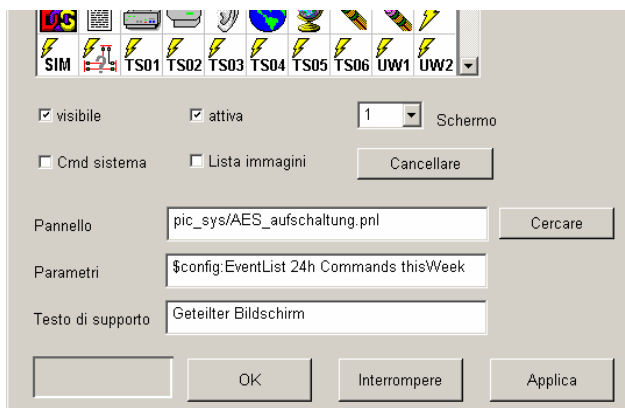 DG
SIM TS01 TS02 TS03 TS04 TS05 TS06 UW1 UW2
visibile attiva 1 Schermo
Cmd sistema Lista immagini Cancellare
Pannello pic_sys/AES_aufschaltung.pnl Cercare
Parametri $config:EventList 24h Commands thisWeek
Testo di supporto Geteilter Bildschirm
OK Interrompere Applica